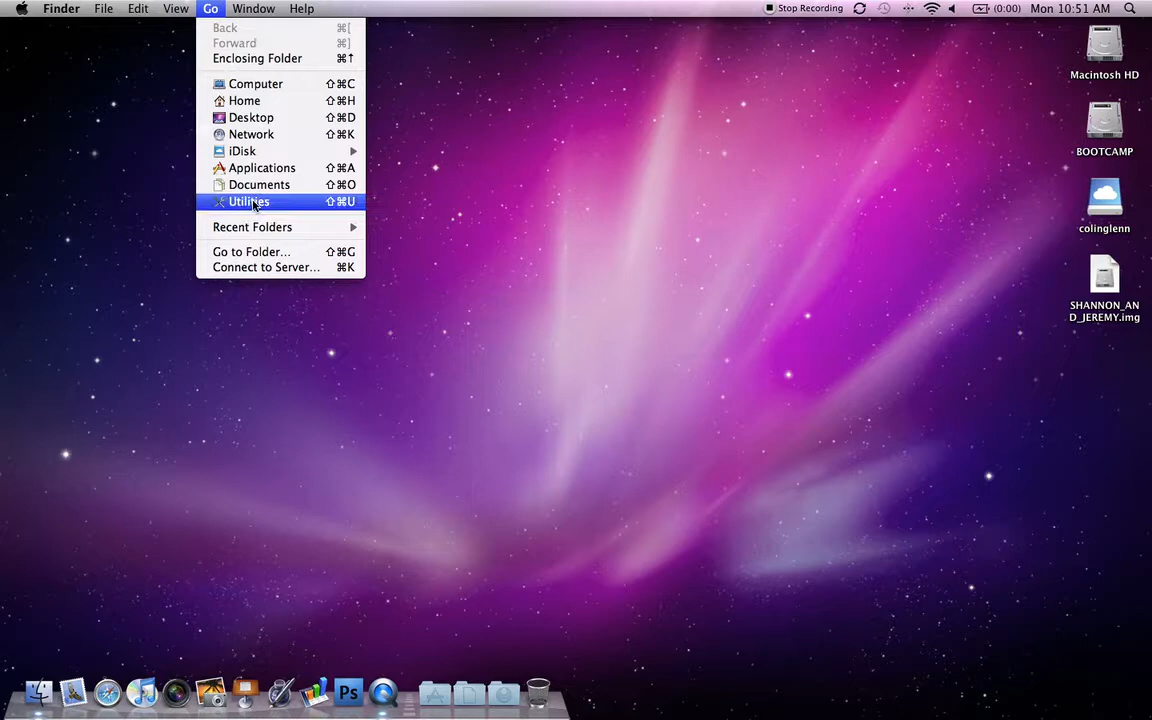 Finder File Edit View Go Window Help Stop Recording (0:00) Mon 10:51 AM
Back ⌘[
Forward ⌘]
Enclosing Folder ⌘↑
Computer ⇧⌘C
Home ⇧⌘H
Desktop ⇧⌘D
Network ⇧⌘K
iDisk
Applications ⇧⌘A
Documents ⇧⌘O
Utilities ⇧⌘U
Recent Folders
Go to Folder... ⇧⌘G
Connect to Server... ⌘K
Macintosh HD
BOOTCAMP
colinglenn
SHANNON_AN
D_JEREMY.img
Ps